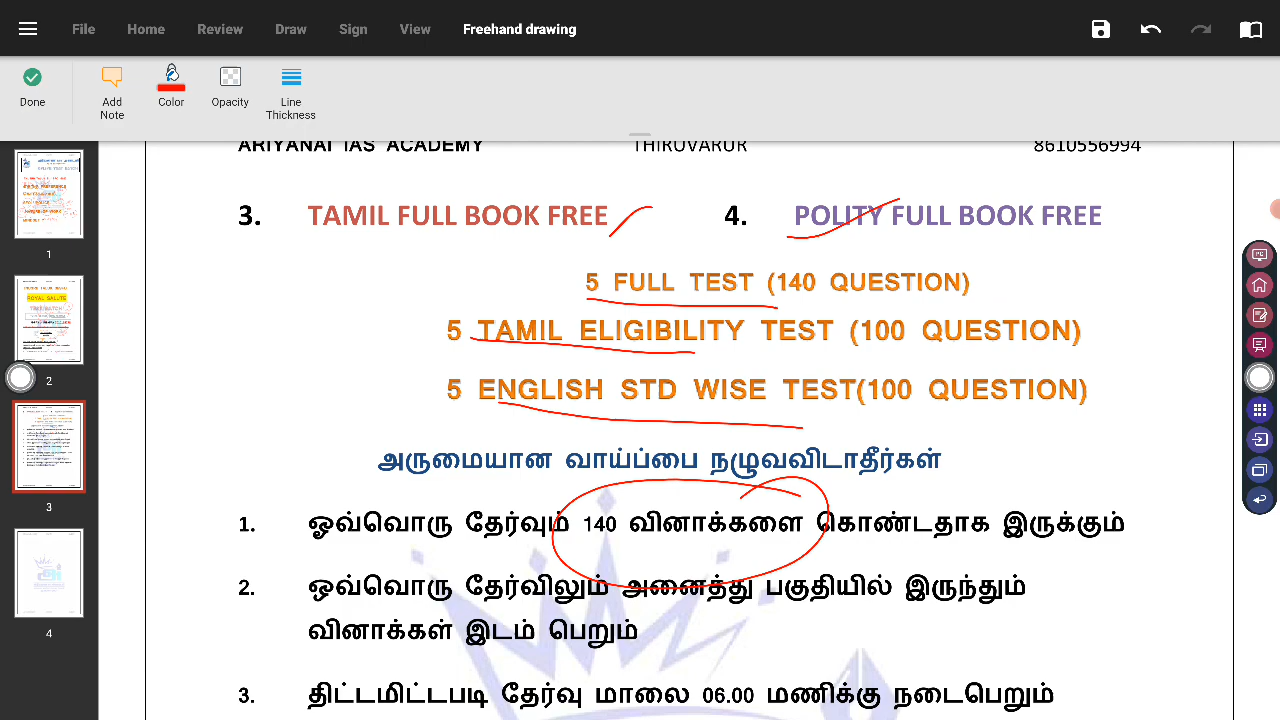 File Home Review Draw Sign View Freehand drawing
Done Add Note Color Opacity Line Thickness
ARIYANAI IAS ACADEMY THIRUVARUR 8610556994
3. TAMIL FULL BOOK FREE 4. POLITY FULL BOOK FREE
5 FULL TEST (140 QUESTION)
5 TAMIL ELIGIBILITY TEST (100 QUESTION)
5 ENGLISH STD WISE TEST(100 QUESTION)
அருமையான வாய்ப்பை நழுவவிடாதீர்கள்
1. ஓவ்வொரு தேர்வும் 140 வினாக்களை கொண்டதாக இருக்கும்
2. ஒவ்வொரு தேர்விலும் அனைத்து பகுதியில் இருந்தும்
வினாக்கள் இடம் பெறும்
3. திட்டமிட்டபடி தேர்வு மாலை 06.00 மணிக்கு நடைபெறும்
1
2
3
4